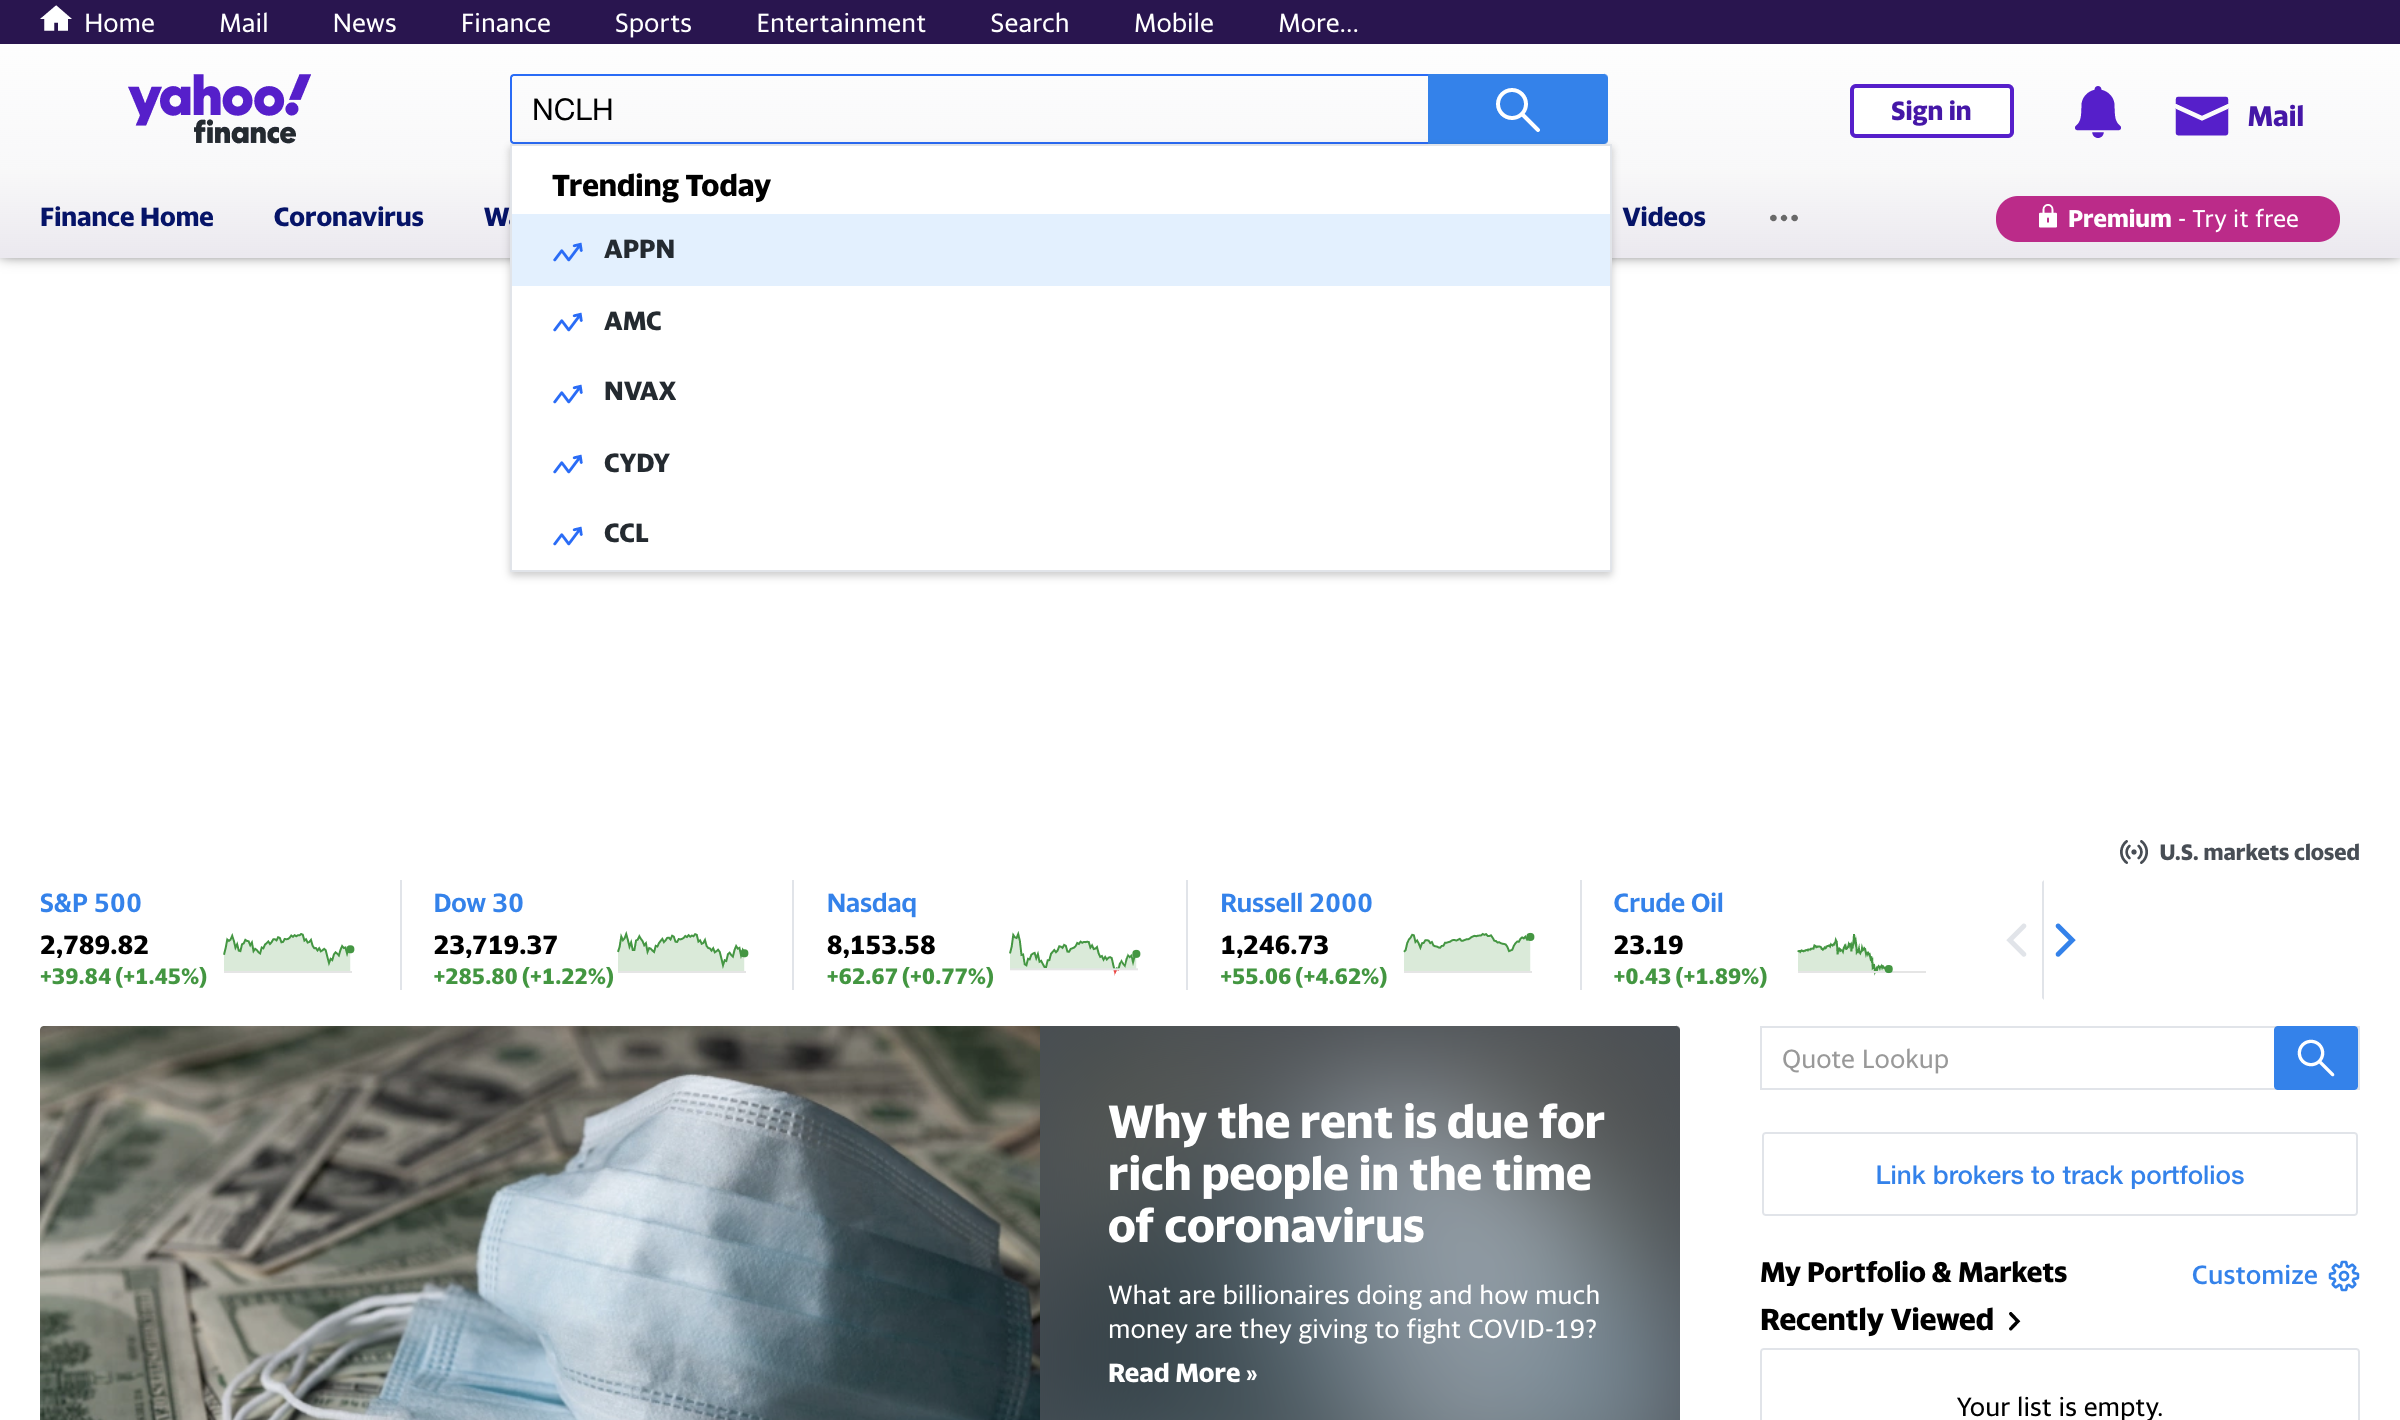 Home Mail News Finance Sports Entertainment Search Mobile More...
yahoo!
finance
NCLH
Sign in
Mail
Trending Today
Finance Home Coronavirus Videos
Premium - Try it free
APPN
AMC
NVAX
CYDY
CCL
U.S. markets closed
S&P 500
2,789.82
+39.84 (+1.45%)
Dow 30
23,719.37
+285.80 (+1.22%)
Nasdaq
8,153.58
+62.67 (+0.77%)
Russell 2000
1,246.73
+55.06 (+4.62%)
Crude Oil
23.19
+0.43 (+1.89%)
Why the rent is due for
rich people in the time
of coronavirus
What are billionaires doing and how much
money are they giving to fight COVID-19?
Read More »
Quote Lookup
Link brokers to track portfolios
My Portfolio & Markets
Customize
Recently Viewed >
Your list is empty.